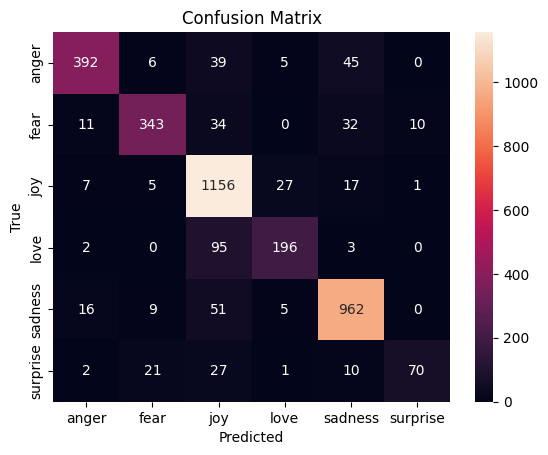 Confusion Matrix
True
anger 392 6 39 5 45 0
fear 11 343 34 0 32 10
joy 7 5 1156 27 17 1
love 2 0 95 196 3 0
sadness 16 9 51 5 962 0
surprise 2 21 27 1 10 70
anger fear joy love sadness surprise
Predicted
1000
800
600
400
200
0